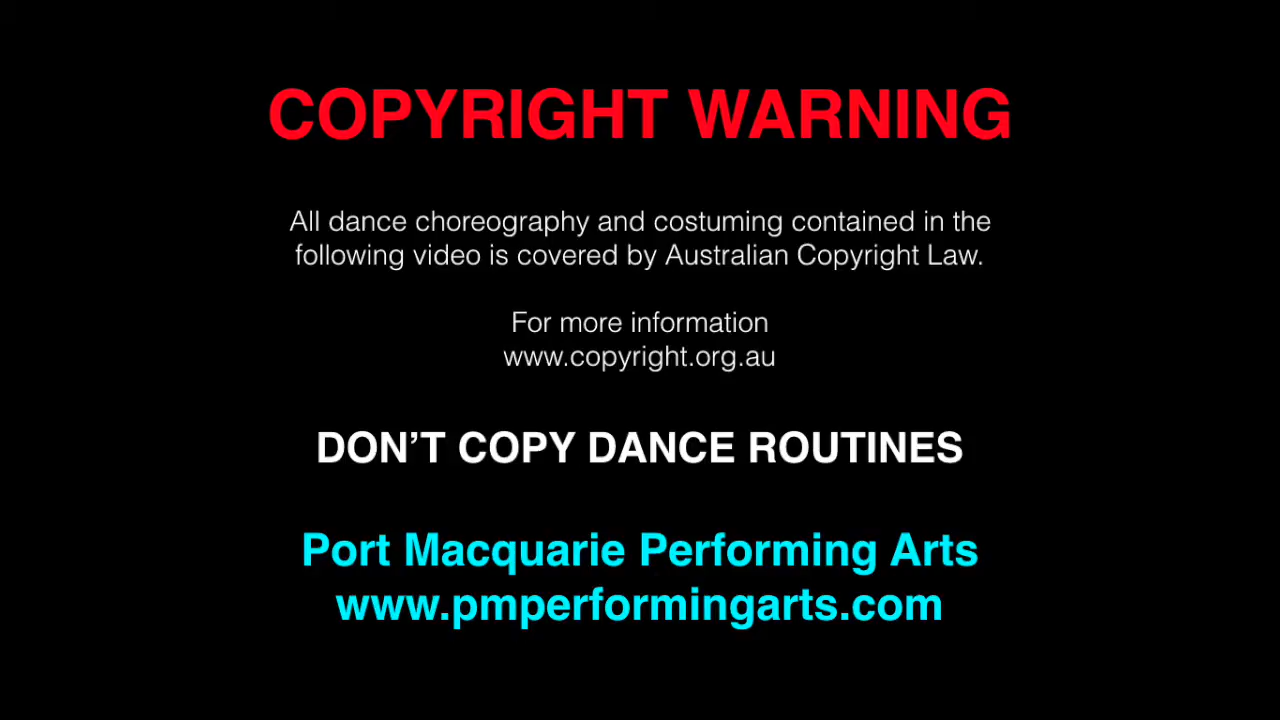 COPYRIGHT WARNING
All dance choreography and costuming contained in the
following video is covered by Australian Copyright Law.
For more information
www.copyright.org.au
DON’T COPY DANCE ROUTINES
Port Macquarie Performing Arts
www.pmperformingarts.com